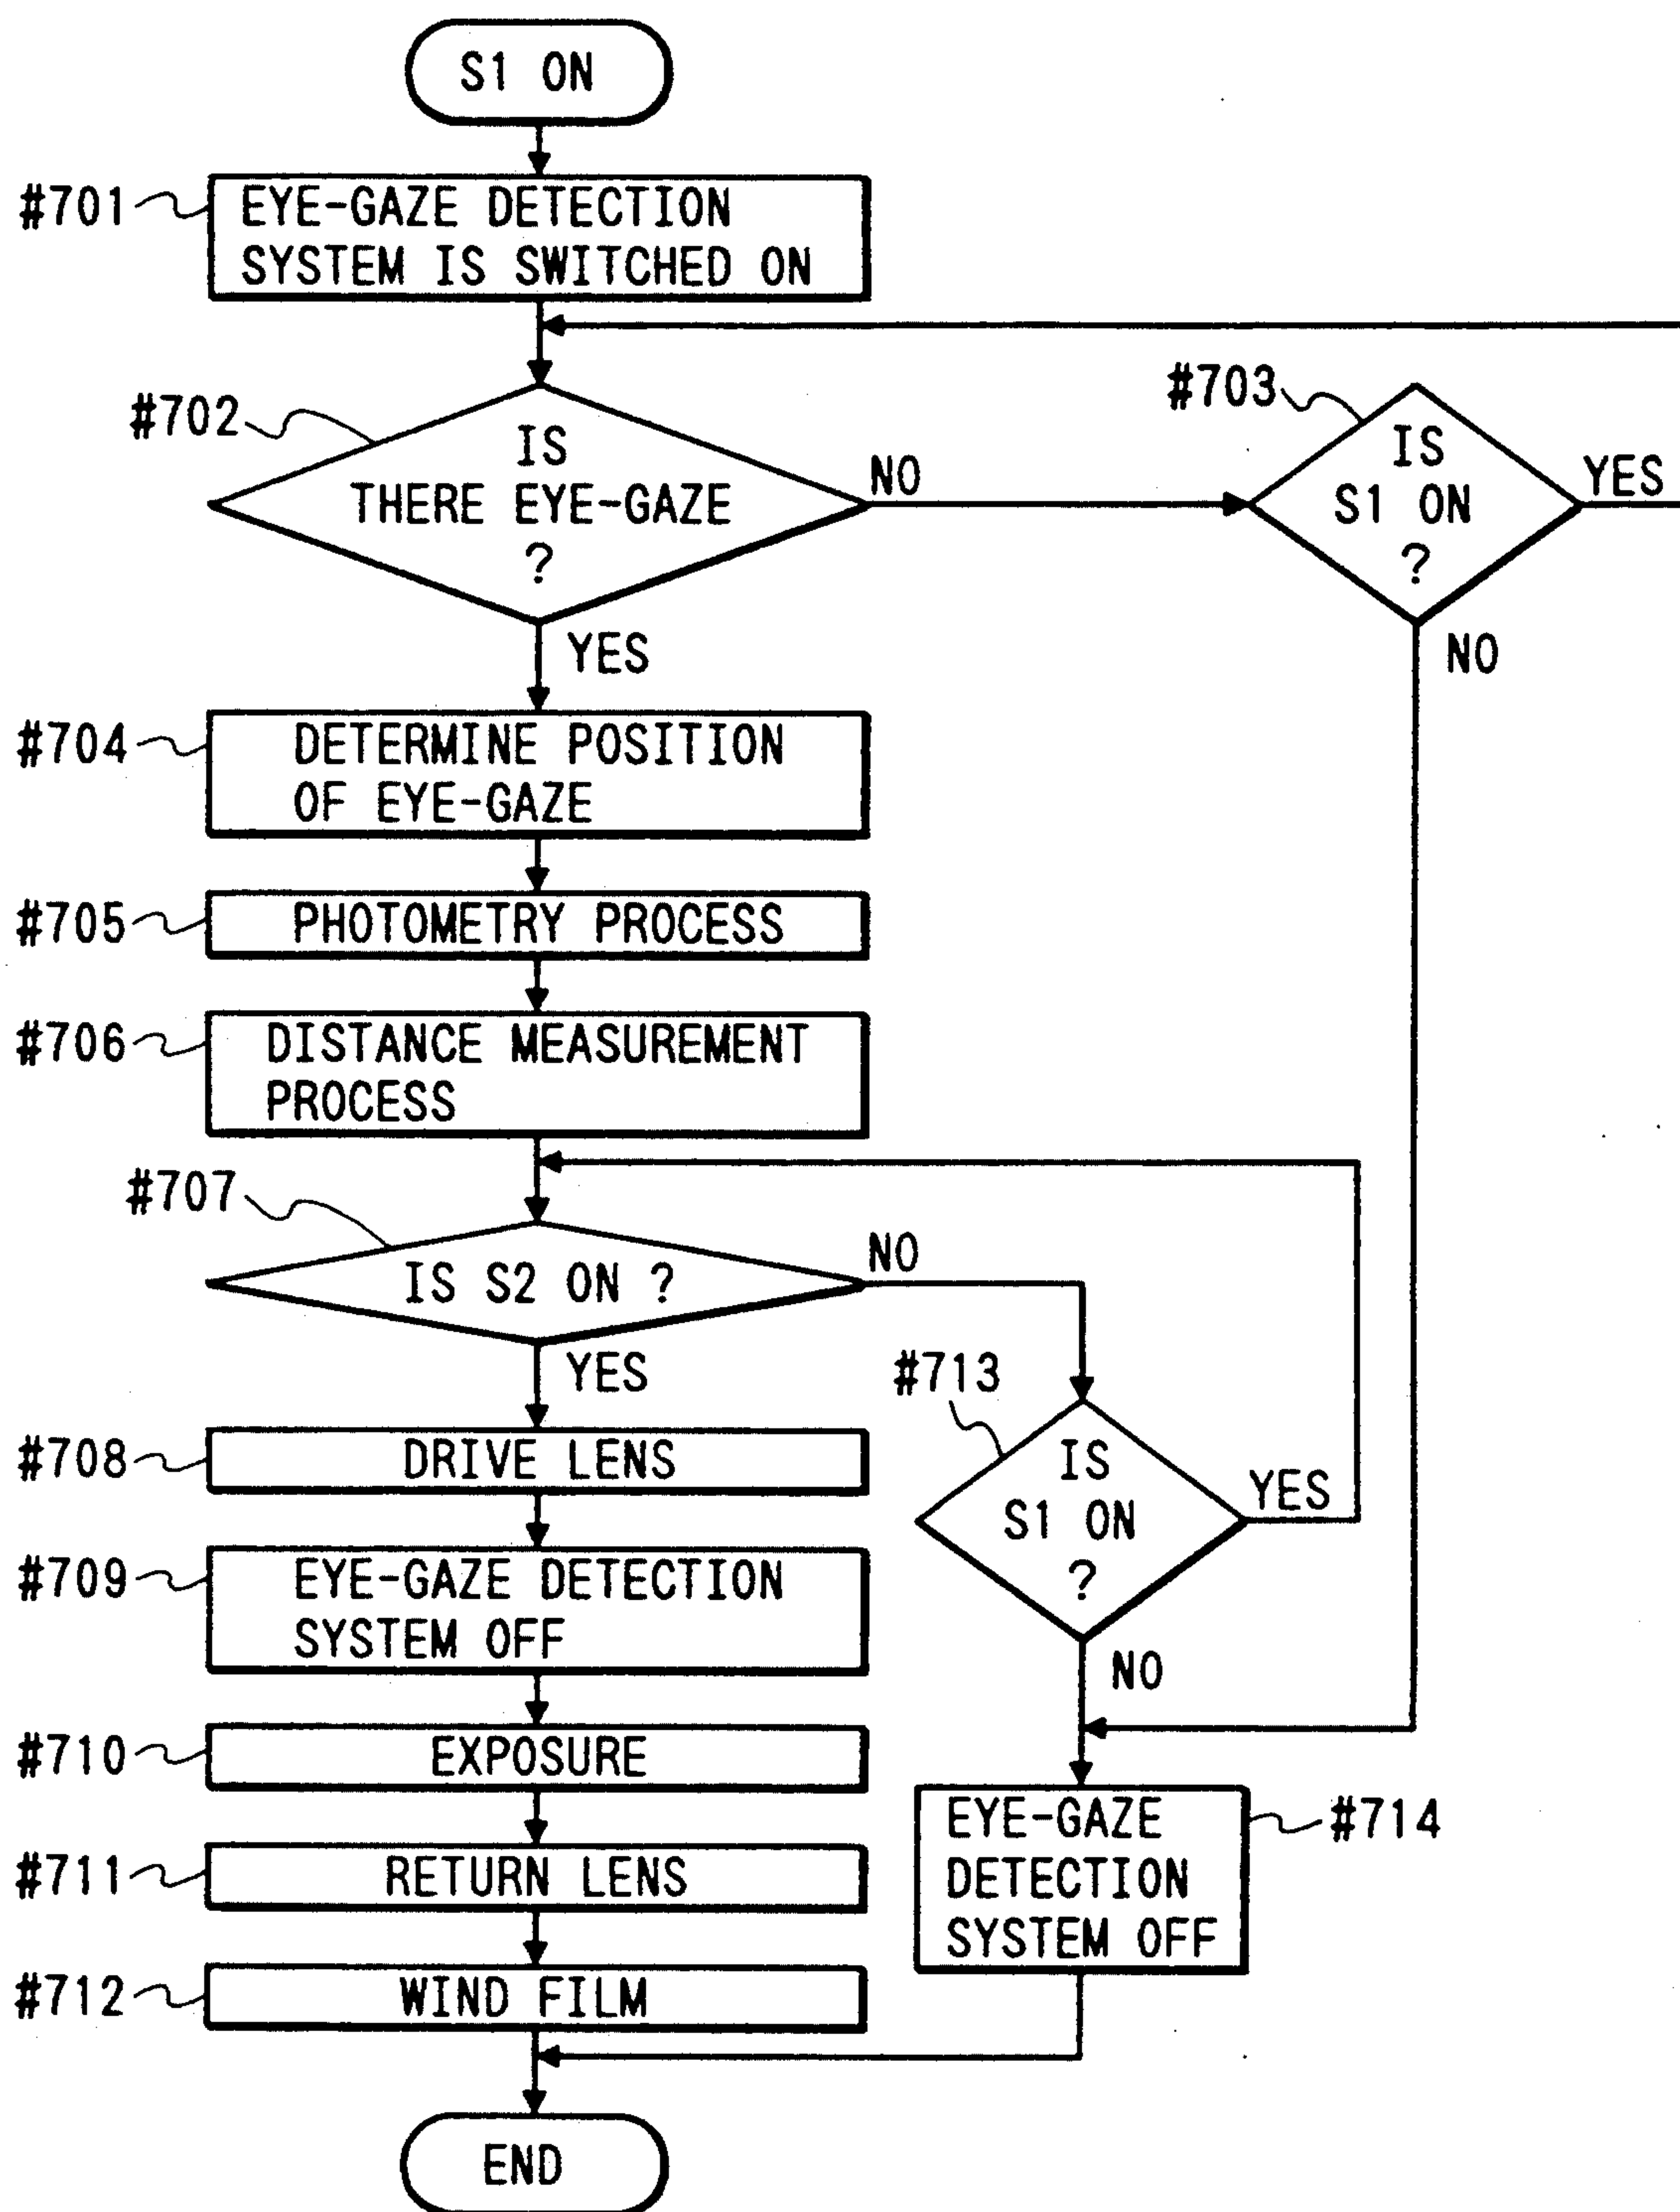 S1 ON
#701
EYE-GAZE DETECTION
SYSTEM IS SWITCHED ON
#702
IS
THERE EYE-GAZE
?
NO
YES
#703
IS
S1 ON
?
YES
NO
#704
DETERMINE POSITION
OF EYE-GAZE
#705
PHOTOMETRY PROCESS
#706
DISTANCE MEASUREMENT
PROCESS
#707
IS S2 ON ?
NO
YES
#713
IS
S1 ON
?
YES
NO
#708
DRIVE LENS
#709
EYE-GAZE DETECTION
SYSTEM OFF
#710
EXPOSURE
#714
EYE-GAZE
DETECTION
SYSTEM OFF
#711
RETURN LENS
#712
WIND FILM
END